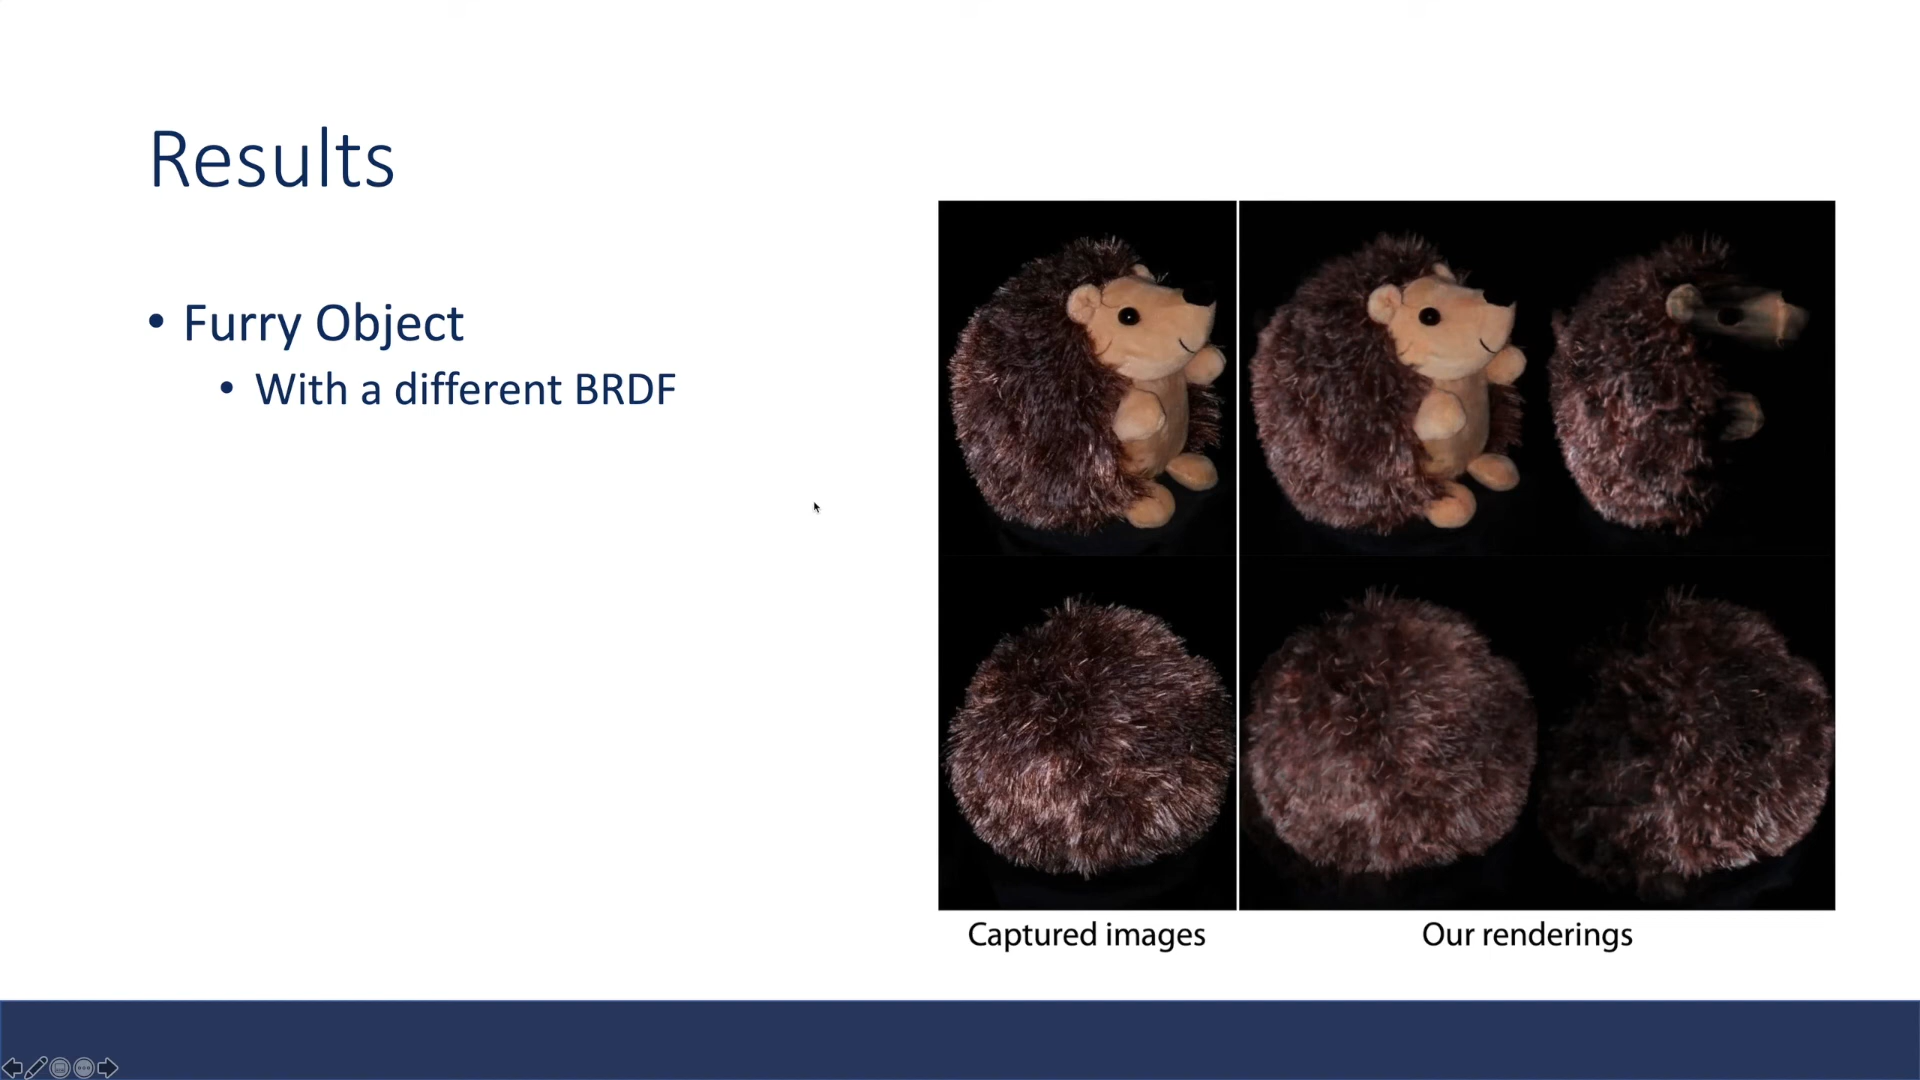 Results
• Furry Object
• With a different BRDF
Captured images
Our renderings